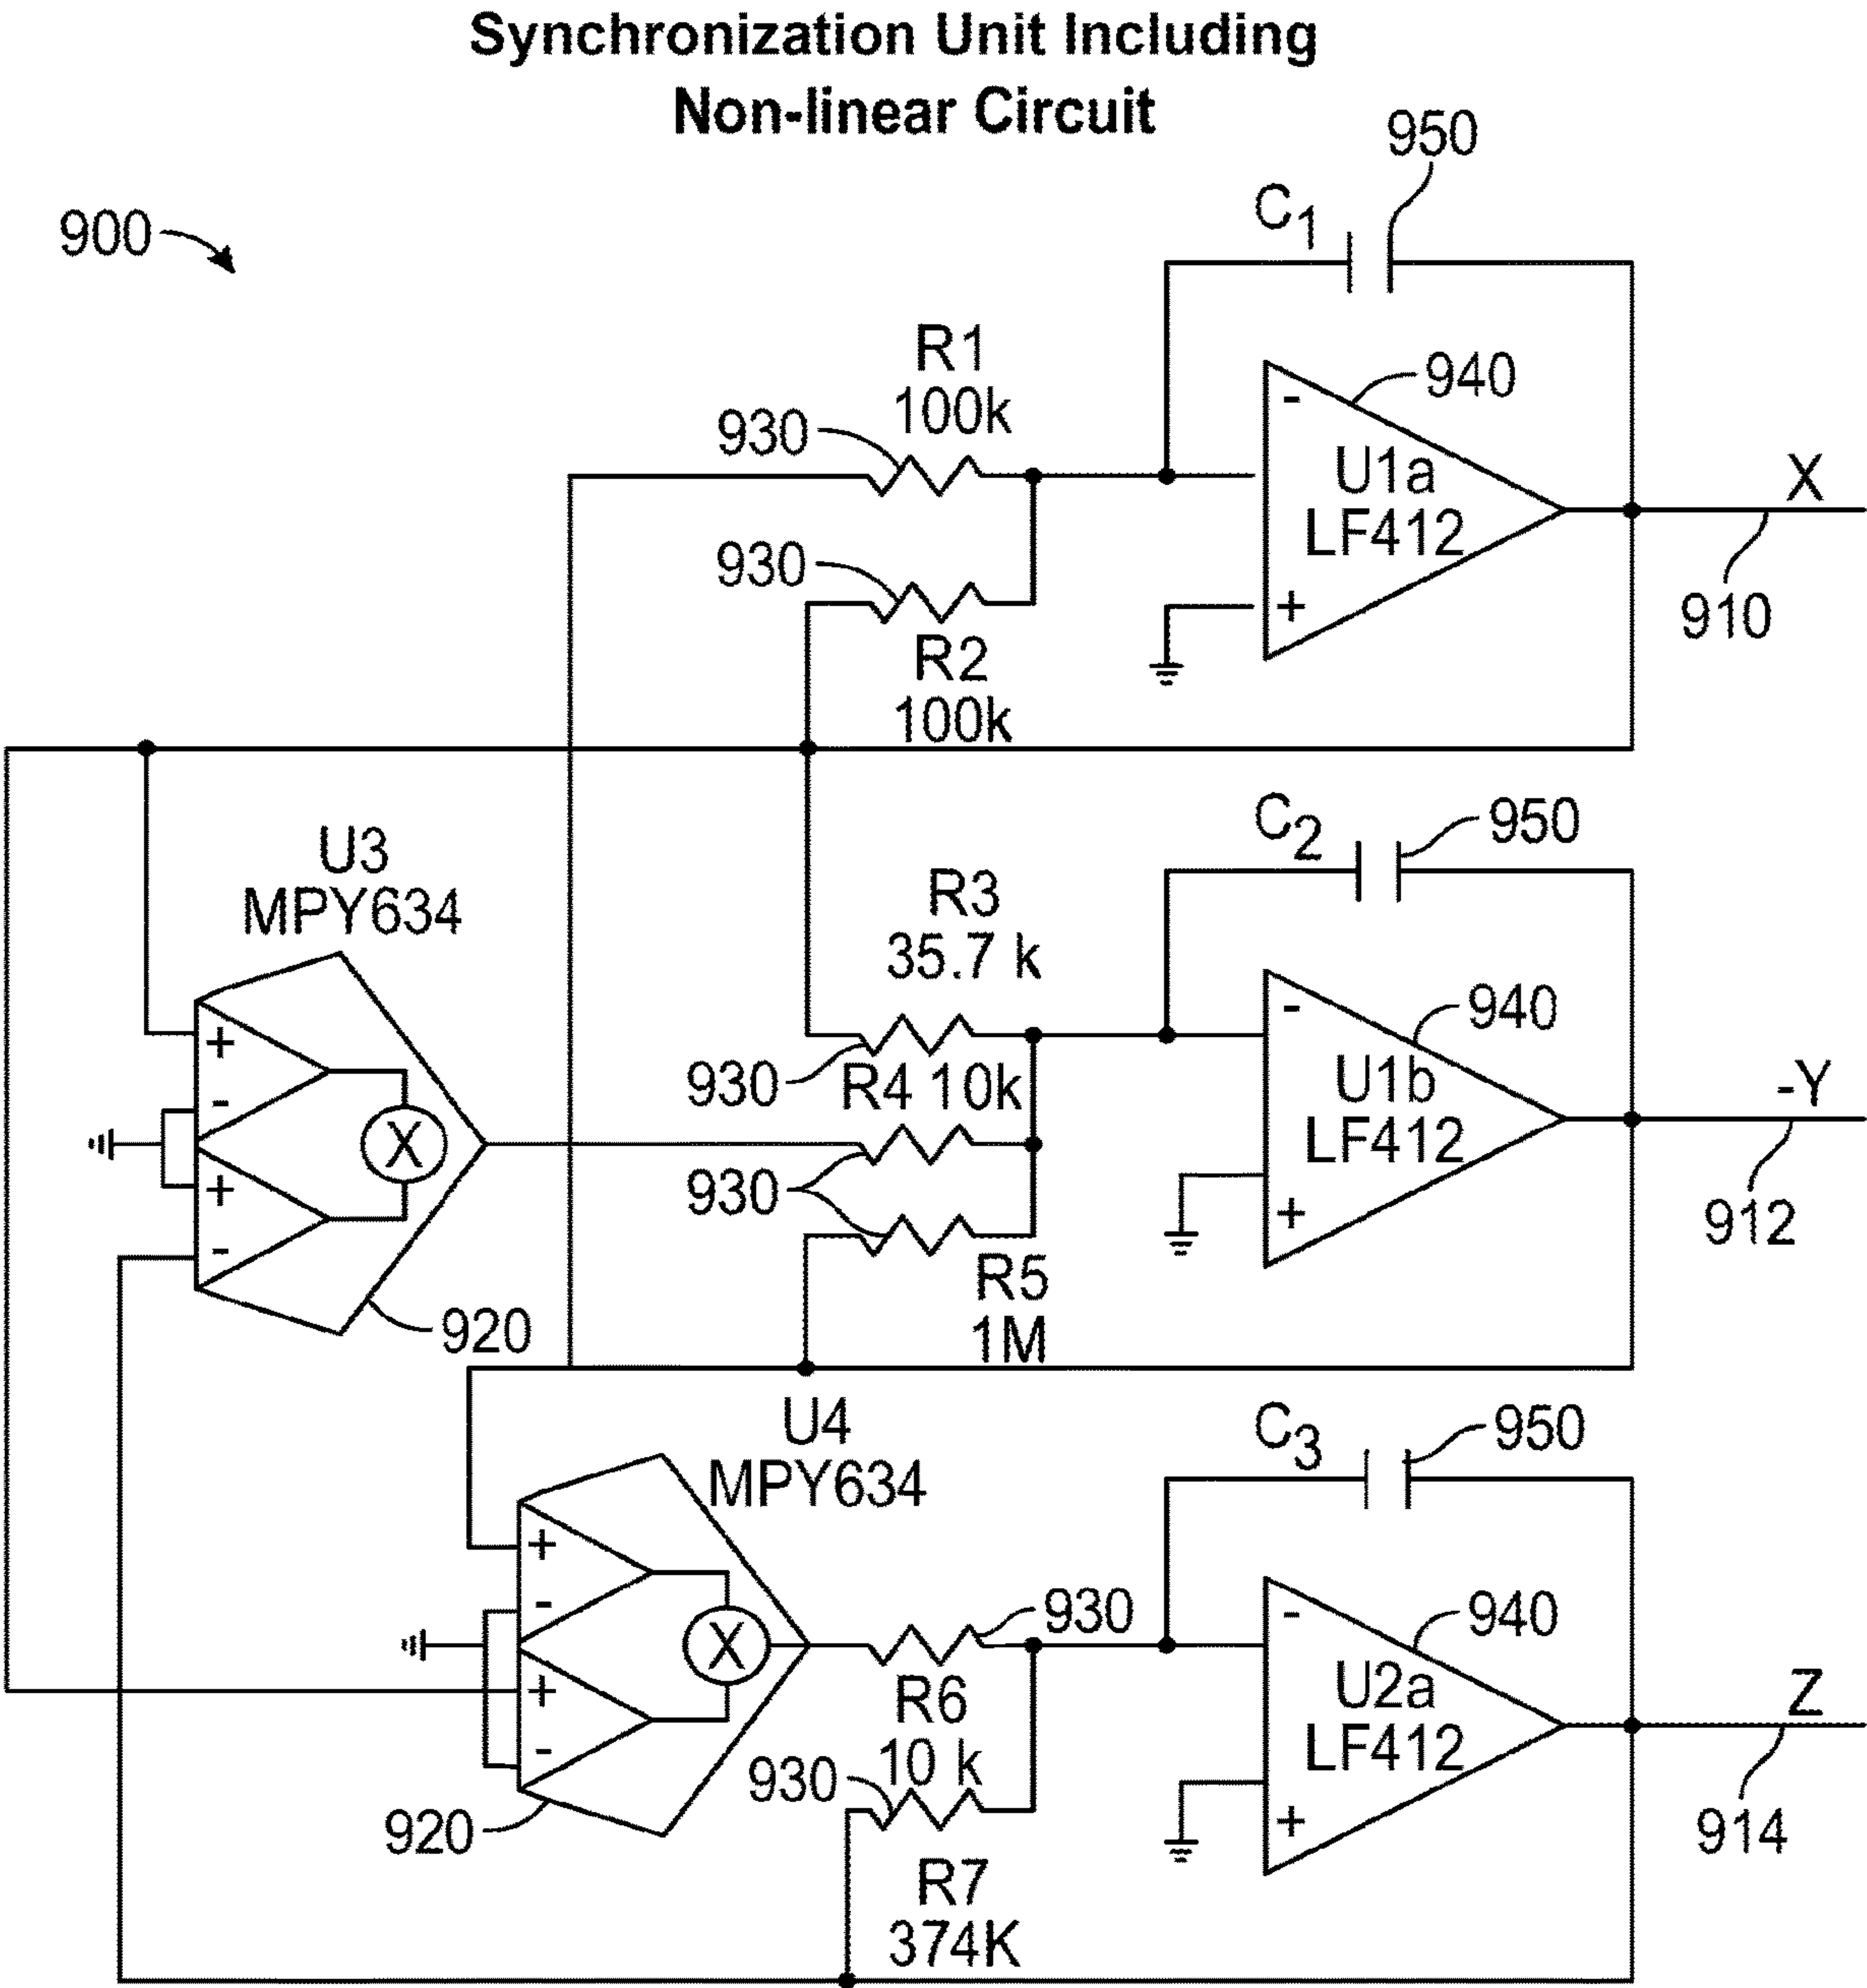 Synchronization Unit Including
Non-linear Circuit
900
950
C1
R1
100k
930
940
-
U1a
LF412
X
930
+
910
R2
100k
U3
MPY634
C2
950
R3
35.7 k
940
-
+
930
R4 10k
U1b
LF412
-Y
-
X
+
930
+
912
-
R5
1M
920
U4
MPY634
C3
950
+
940
-
930
-
X
+
R6
10 k
U2a
LF412
Z
-
930
+
914
920
R7
374K